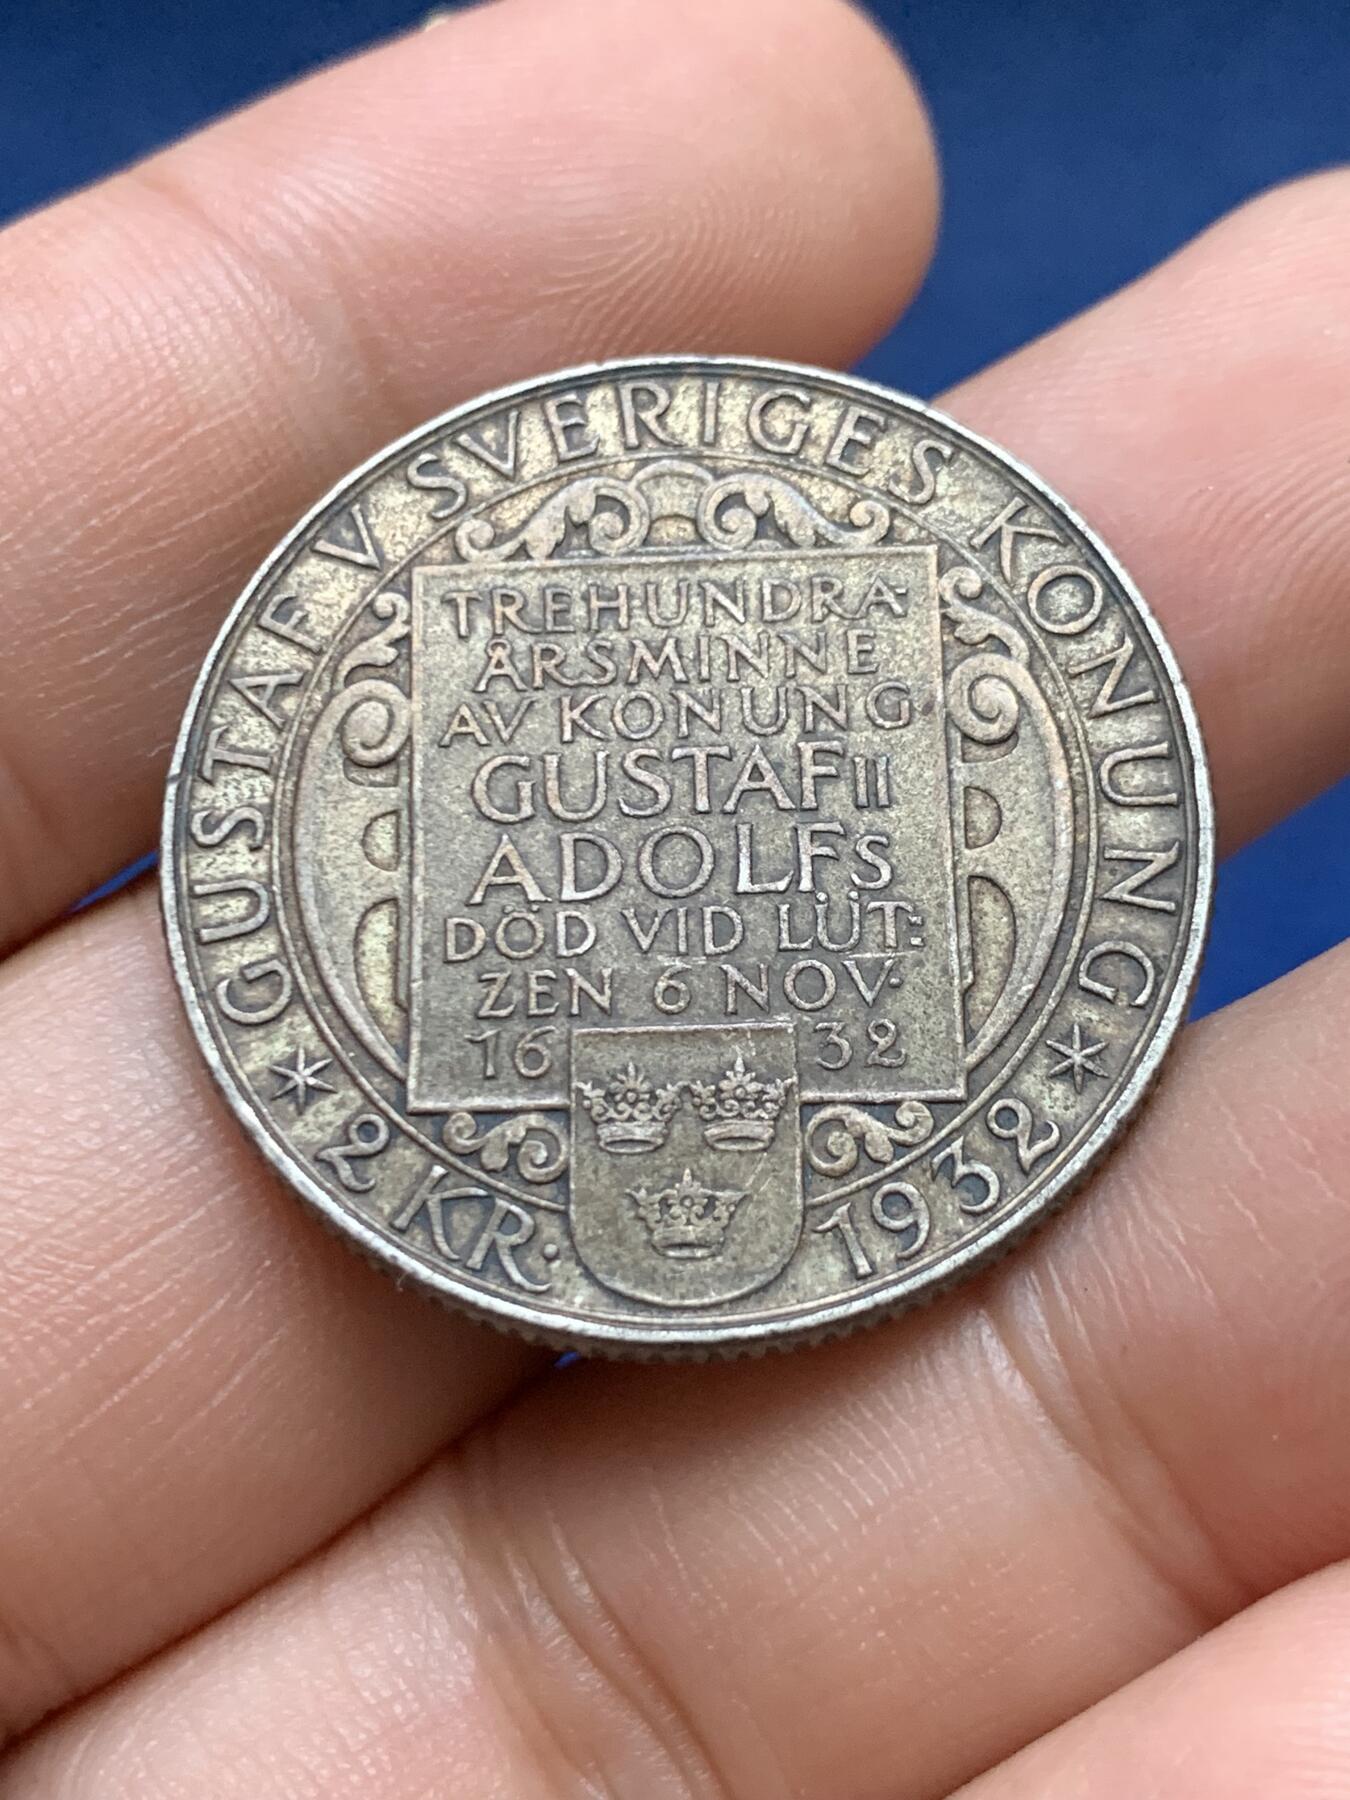 GUSTAF V SVERIGES KONUNG
TREHUNDRA·
ÅRSMINNE
AV KONUNG
GUSTAF II
ADOLFS
DÖD VID LÜT:
ZEN 6 NOV·
16 32
* 2 KR· 1932 *